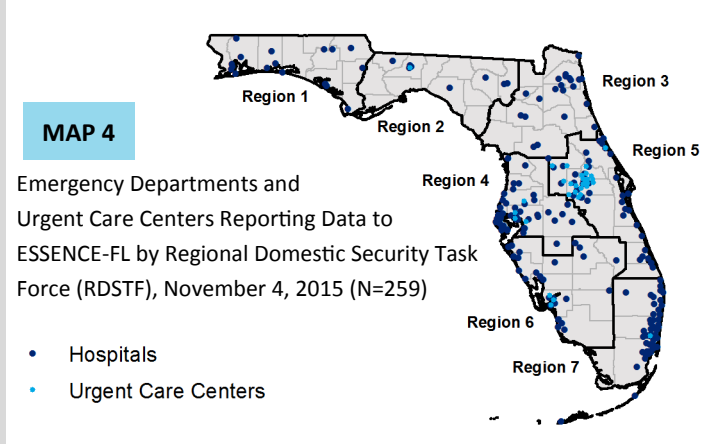 Region 1
Region 2
Region 3
Region 5
Region 4
Region 6
Region 7
MAP 4
Emergency Departments and
Urgent Care Centers Reporting Data to
ESSENCE-FL by Regional Domestic Security Task
Force (RDSTF), November 4, 2015 (N=259)
Hospitals
Urgent Care Centers